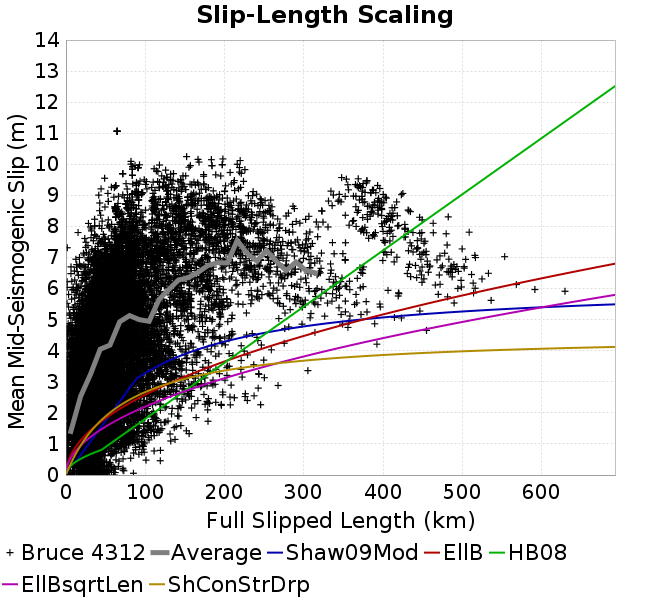 Slip-Length Scaling
Mean Mid-Seismogenic Slip (m)
14
13
12
11
10
9
8
7
6
5
4
3
2
1
0
0 100 200 300 400 500 600
Full Slipped Length (km)
Bruce 4312 Average Shaw09Mod EllB HB08
EllBsqrtLen ShConStrDrp